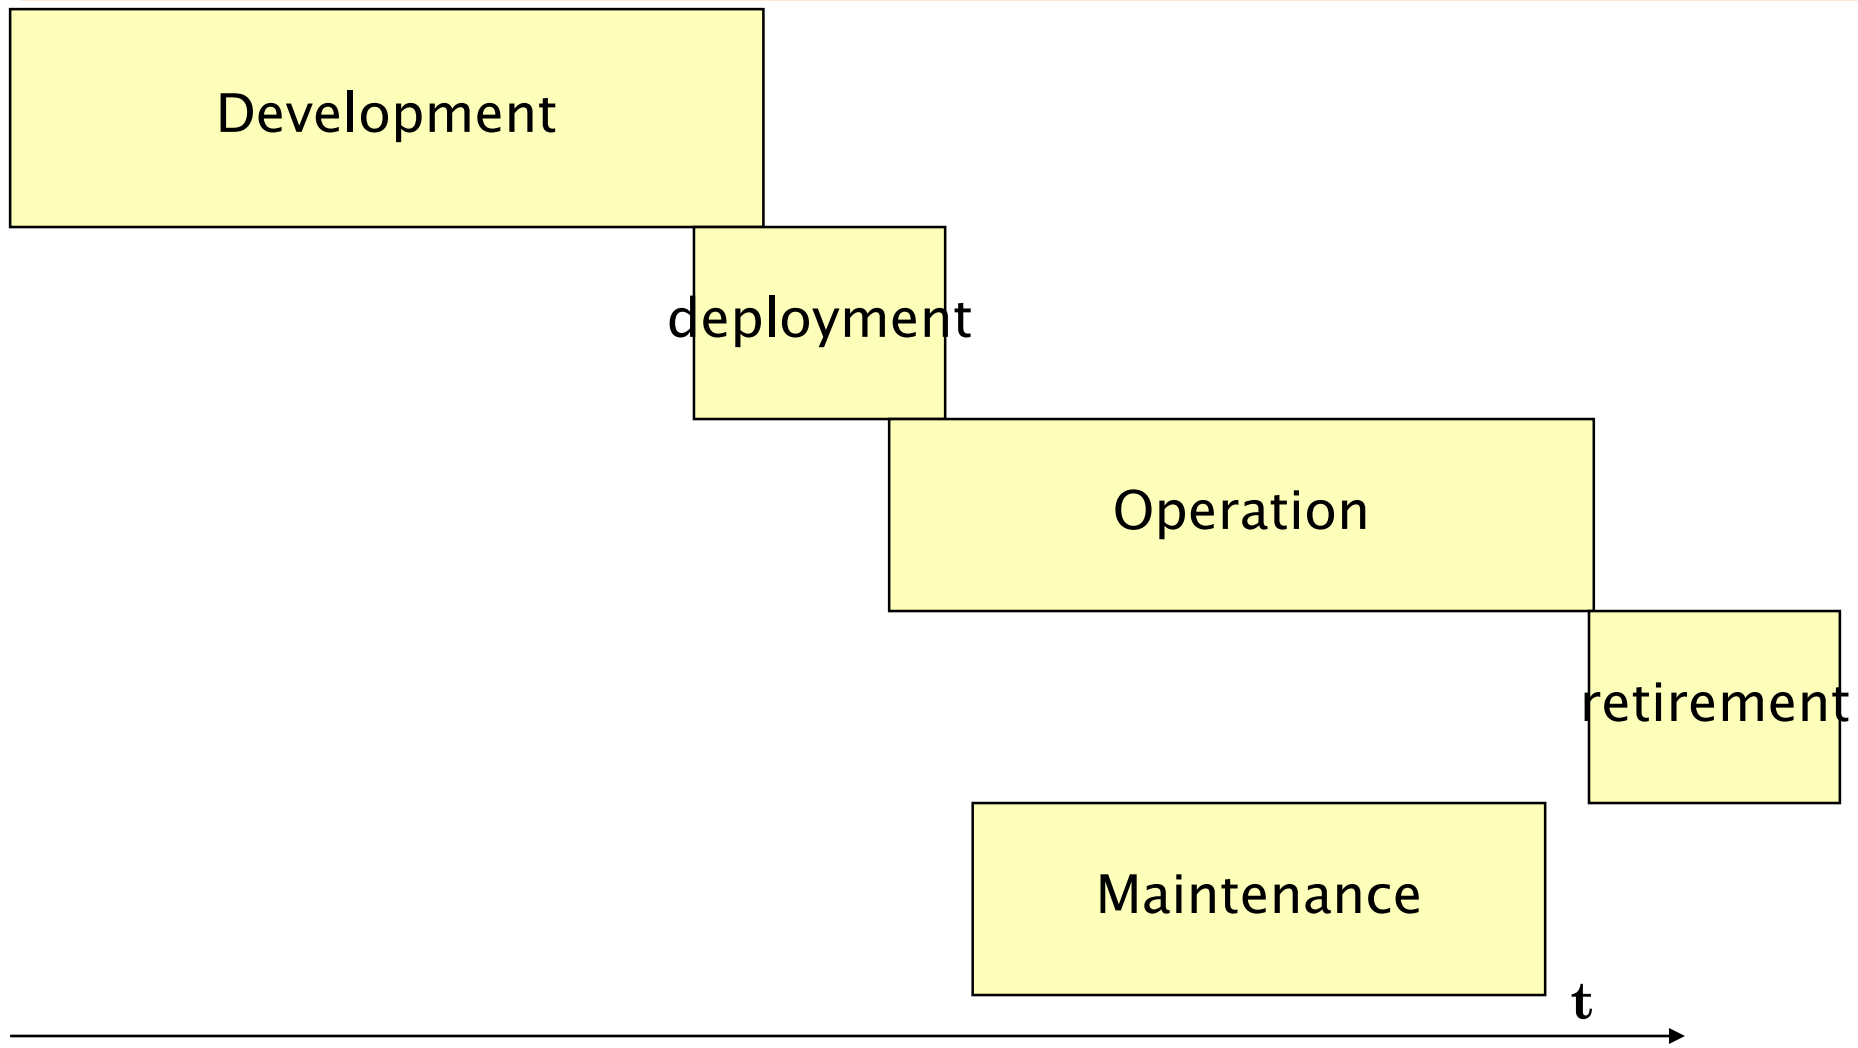 Development
deployment
Operation
retirement
Maintenance
t